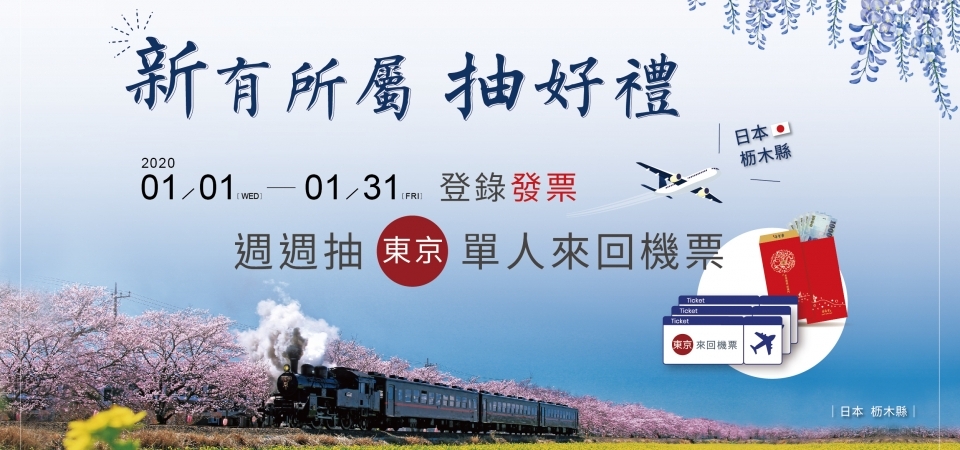 新有所屬 抽好禮
2020
01/01[WED]—01/31[FRI] 登錄發票
週週抽 東京 單人來回機票
日本
枥木縣
Ticket
Ticket
Ticket
東京 來回機票
|日本 枥木縣|